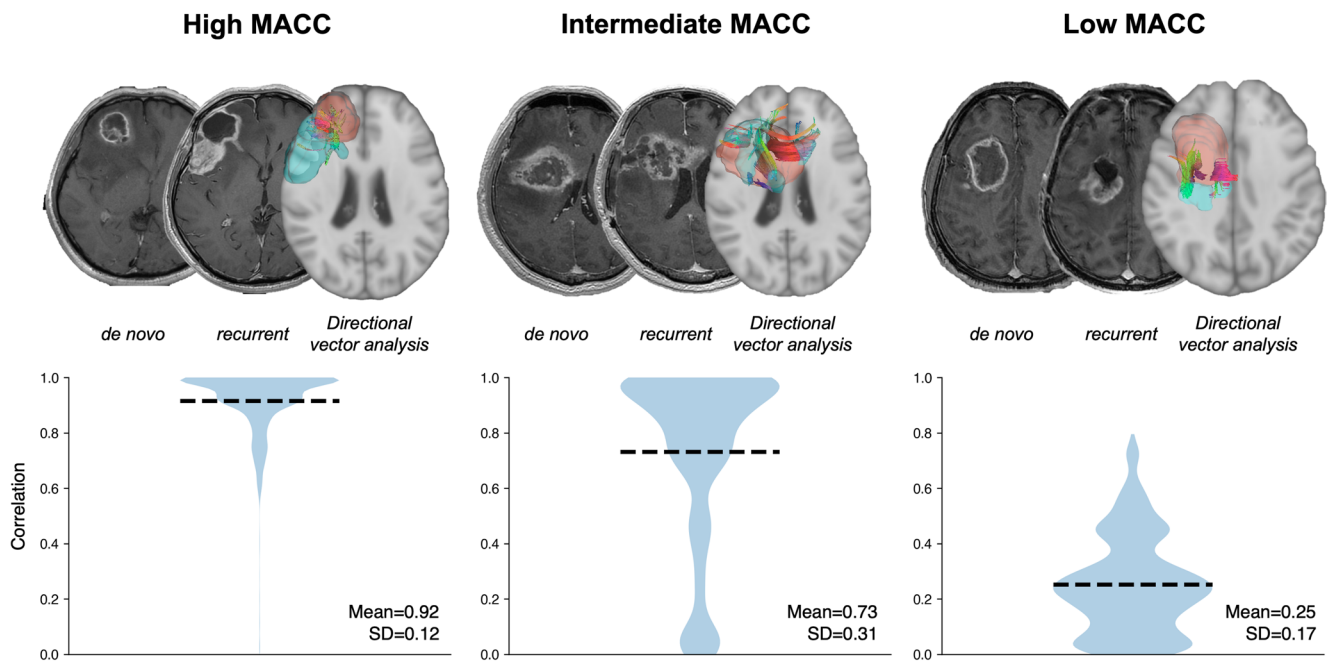 High MACC
Intermediate MACC
Low MACC
de novo
recurrent
Directional
vector analysis
de novo
recurrent
Directional
vector analysis
de novo
recurrent
Directional
vector analysis
Correlation
1.0
0.8
0.6
0.4
0.2
0.0
Mean=0.92
SD=0.12
1.0
0.8
0.6
0.4
0.2
0.0
Mean=0.73
SD=0.31
1.0
0.8
0.6
0.4
0.2
0.0
Mean=0.25
SD=0.17